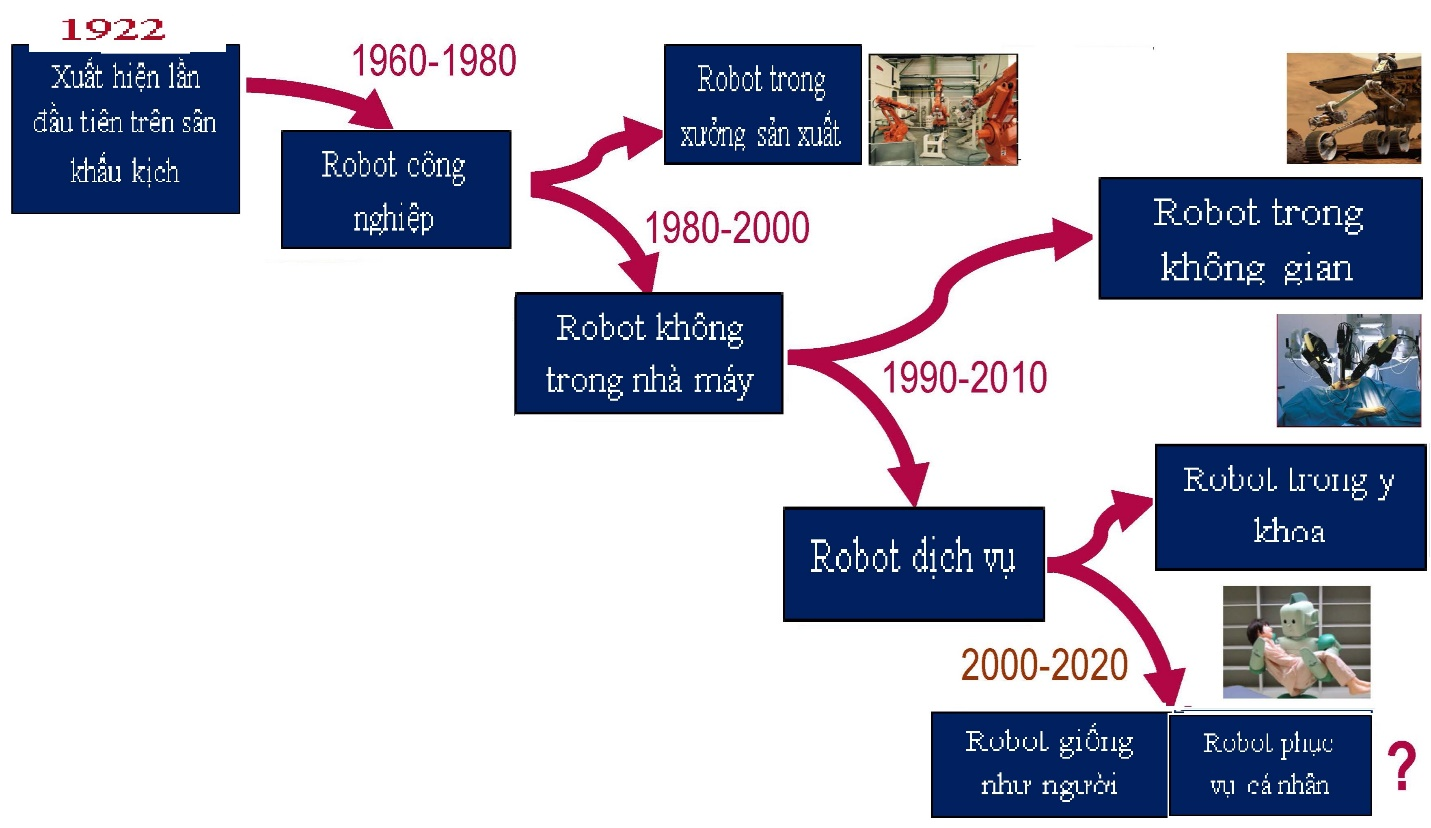 1922
Xuất hiện lần
đầu tiên trên sân
khấu kịch
1960-1980
Robot công
nghiệp
Robot trong
xưởng sản xuất
1980-2000
Robot không
trong nhà máy
Robot trong
không gian
1990-2010
Robot dịch vụ
Robot trong y
khoa
2000-2020
Robot giống
như người
Robot phục
vụ cá nhân
?